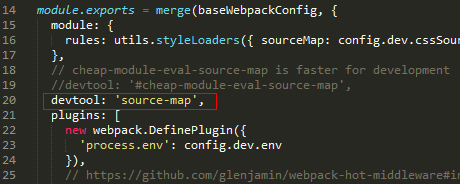 14 module.exports = merge(baseWebpackConfig, {
15 module: {
16 rules: utils.styleLoaders({ sourceMap: config.dev.cssSour
17 },
18 // cheap-module-eval-source-map is faster for development
19 //devtool: '#cheap-module-eval-source-map',
20 devtool: 'source-map',
21 plugins: [
22 new webpack.DefinePlugin({
23 'process.env': config.dev.env
24 }),
25 // https://github.com/glenjamin/webpack-hot-middleware#in